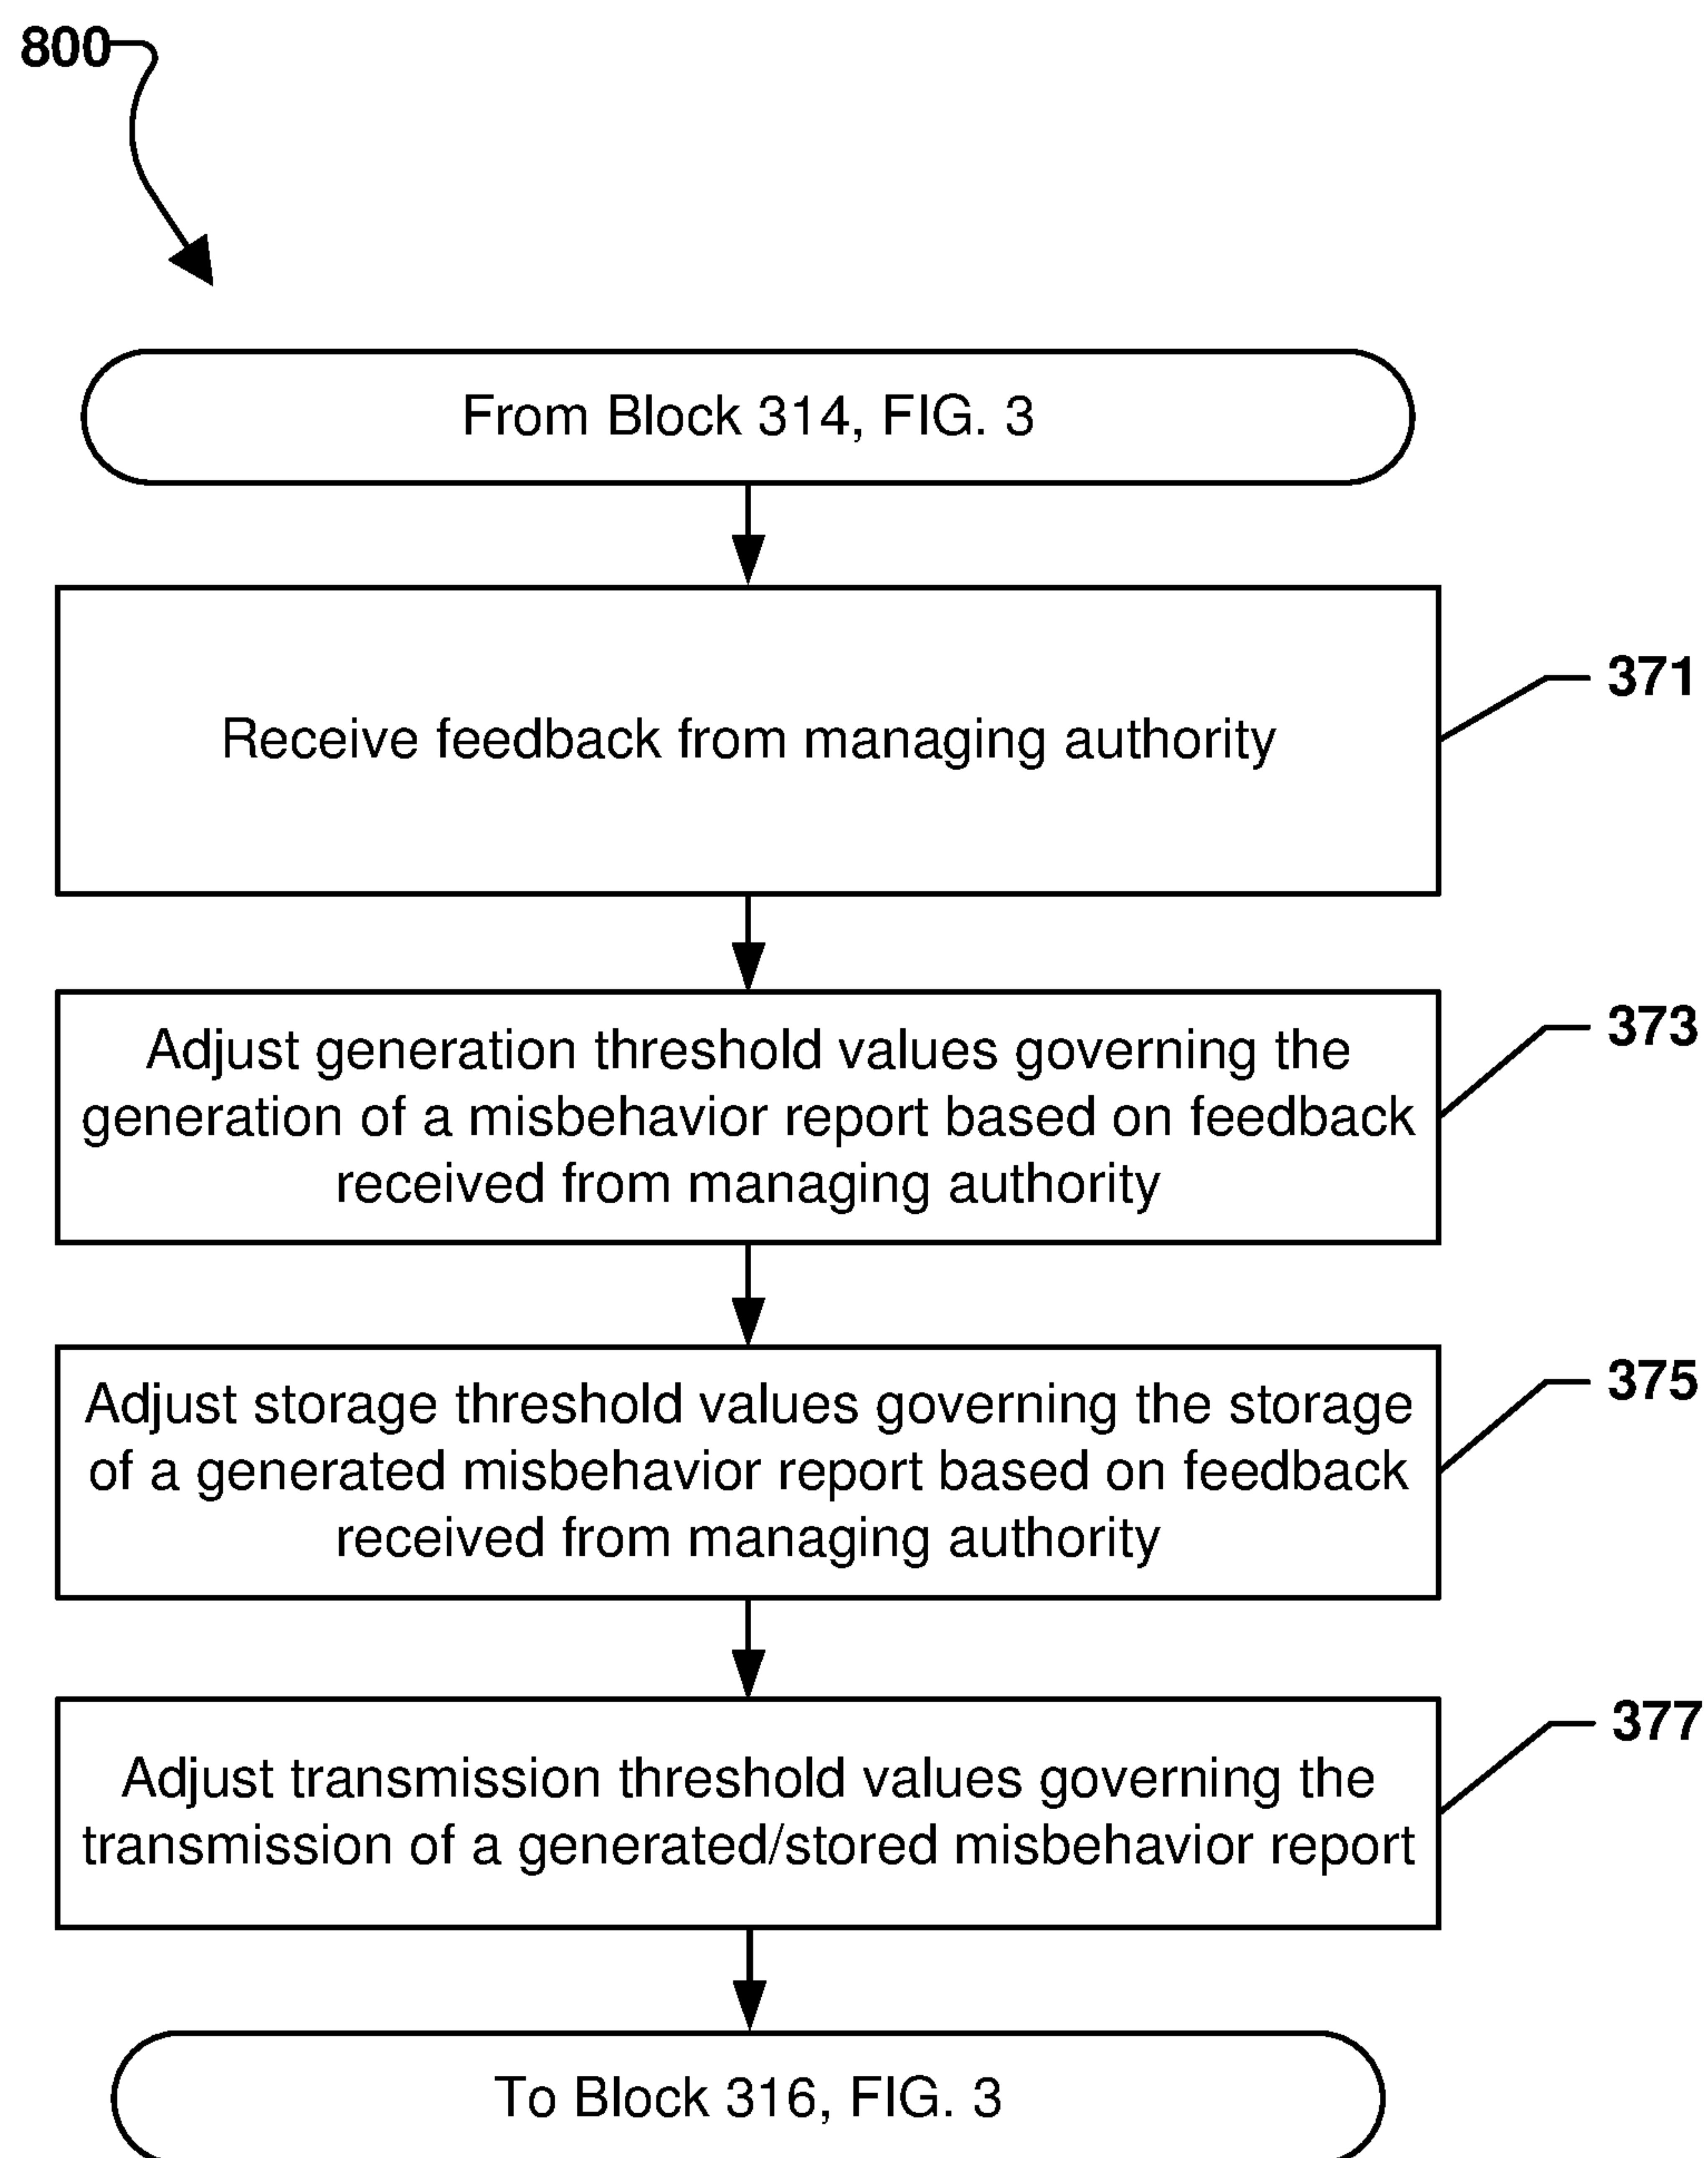 800
From Block 314, FIG. 3
371
Receive feedback from managing authority
373
Adjust generation threshold values governing the
generation of a misbehavior report based on feedback
received from managing authority
375
Adjust storage threshold values governing the storage
of a generated misbehavior report based on feedback
received from managing authority
377
Adjust transmission threshold values governing the
transmission of a generated/stored misbehavior report
To Block 316, FIG. 3